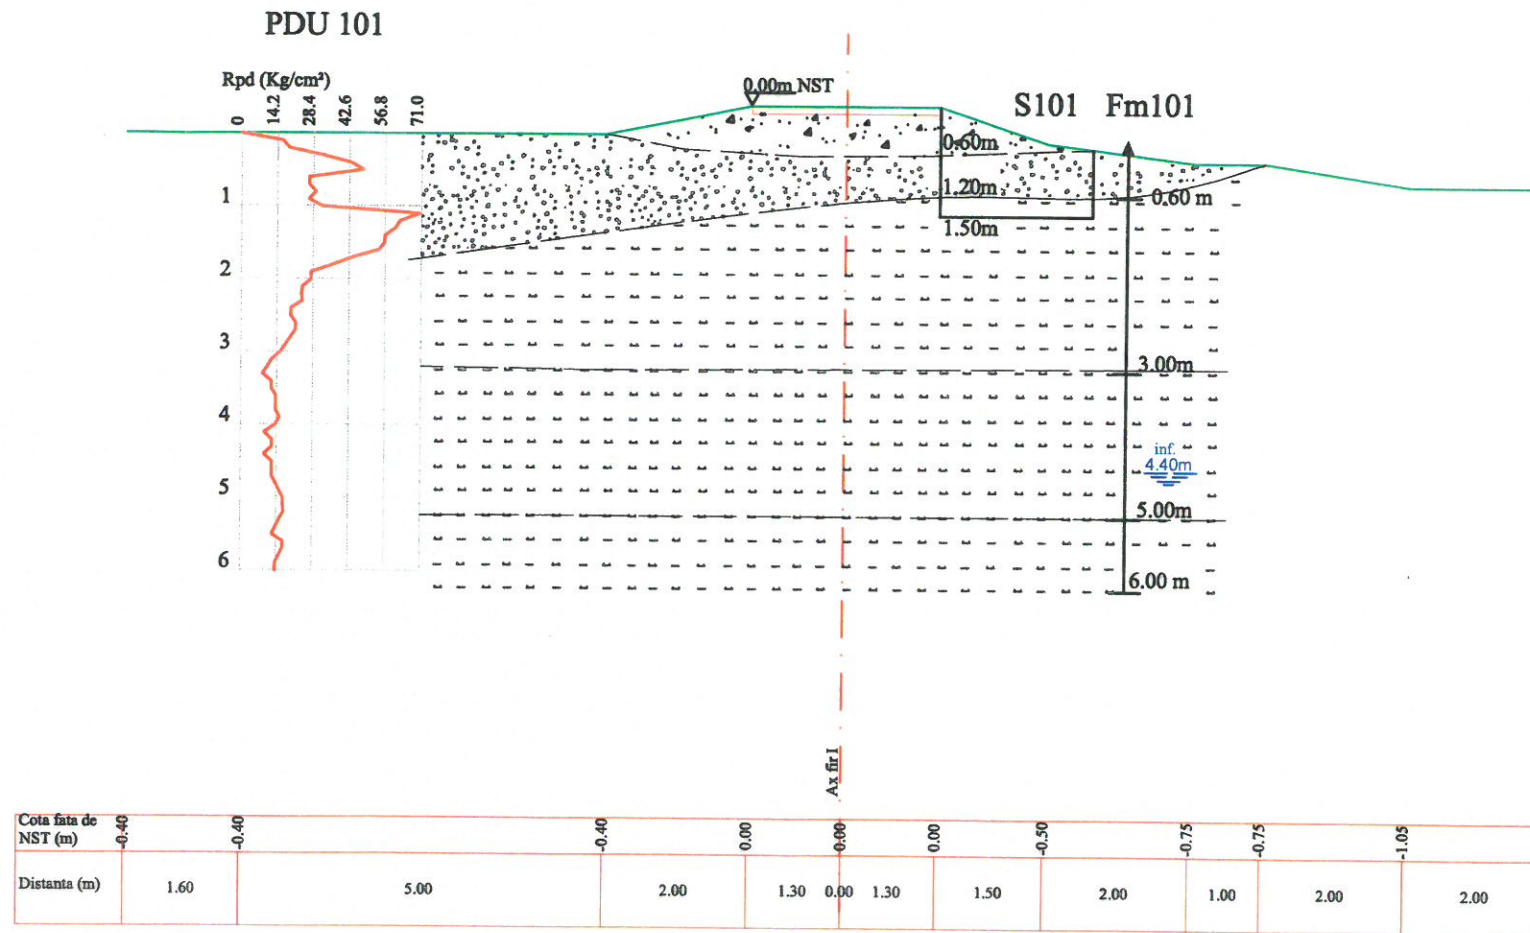 PDU 101
Rpd (Kg/cm²)
0 14.2 28.4 42.6 56.8 71.0
0.00m NST
S101 Fm101
0.60m
1
1.20m
0.60 m
1.50m
2
3
3.00m
4
inf.
4.40m
5
5.00m
6
6.00 m
Ax fir I
Cota fata de
NST (m)
-0.40 -0.40 -0.40 0.00 0.00 0.00 -0.50 -0.75 -0.75 -1.05
Distanta (m) 1.60 5.00 2.00 1.30 0.00 1.30 1.50 2.00 1.00 2.00 2.00